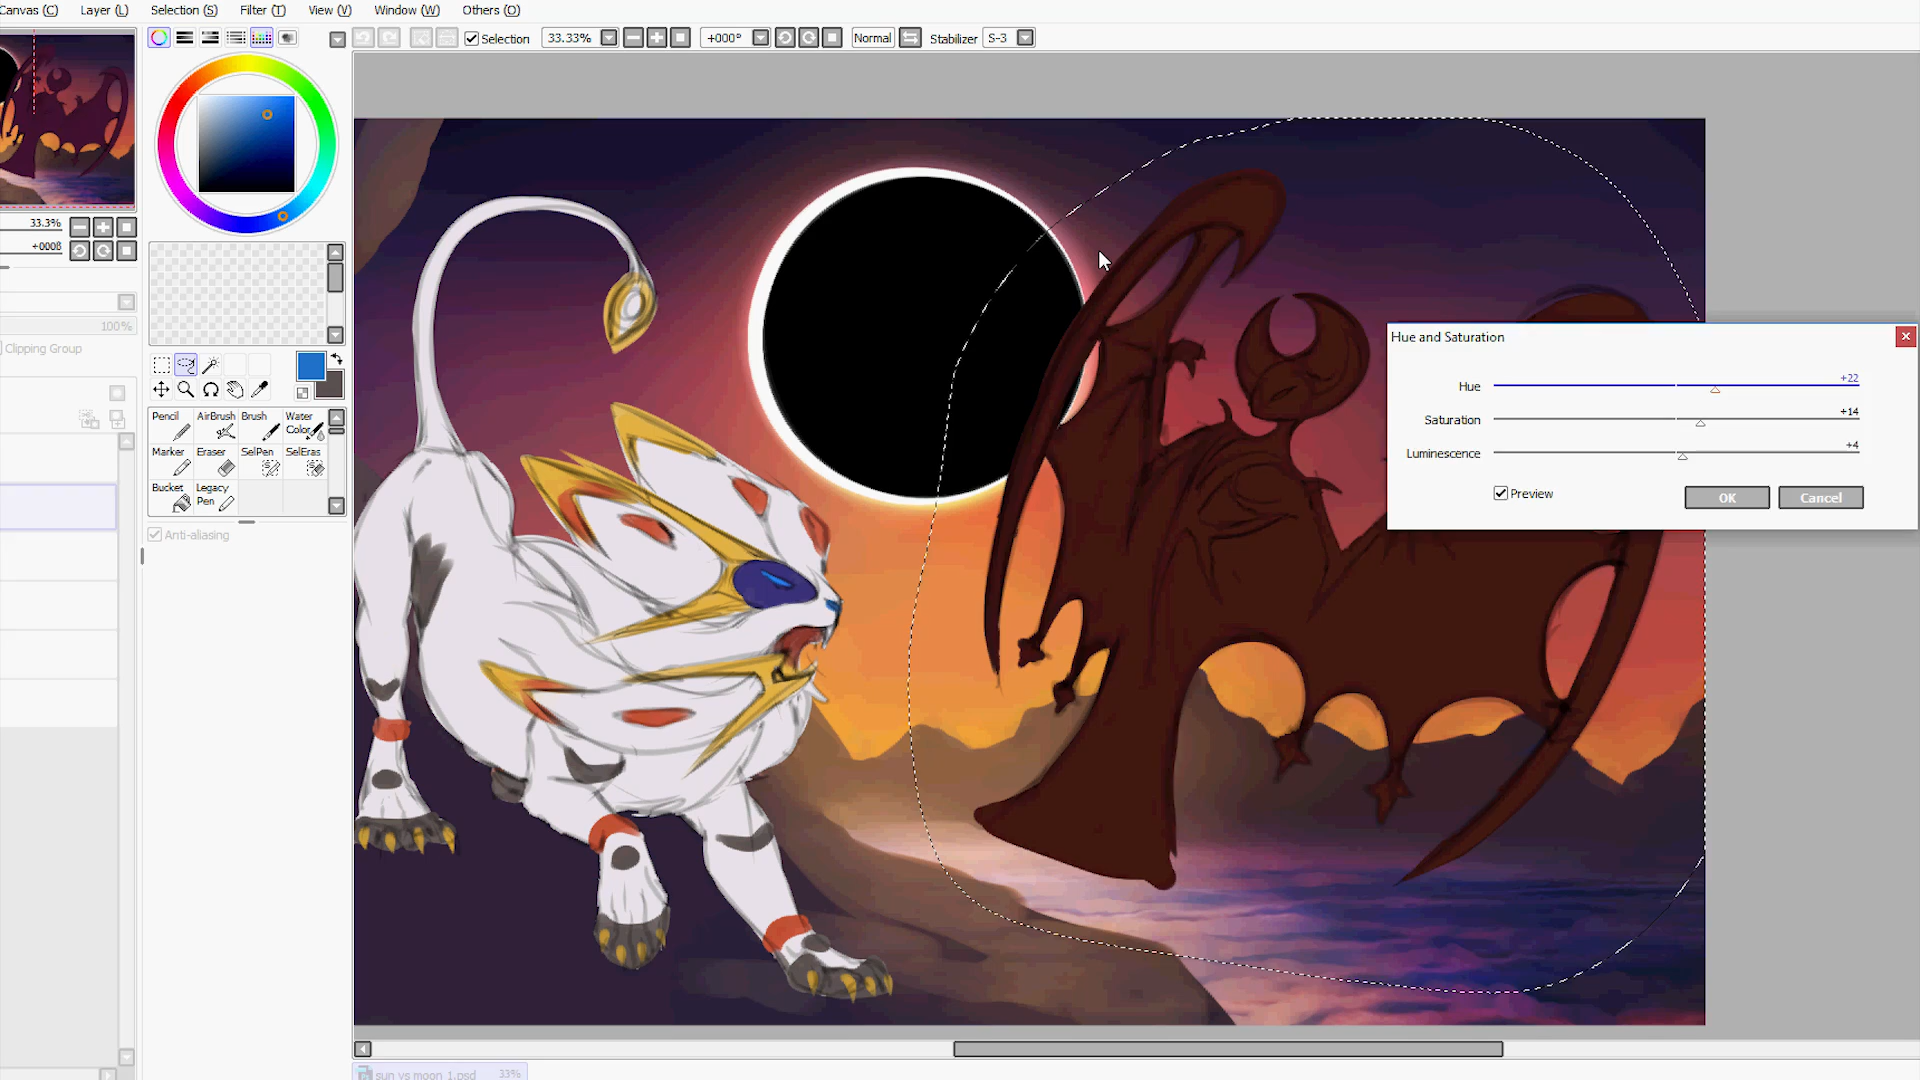 Canvas (C) Layer (L) Selection (S) Filter (T) View (V) Window (W) Others (O)
Selection 33.33% +000° Normal Stabilizer S-3
33.3%
+000ß
100%
Clipping Group
Pencil AirBrush Brush Water Color
Marker Eraser SelPen SelEras
Bucket Legacy Pen
Anti-aliasing
Hue and Saturation
Hue +22
Saturation +14
Luminescence +4
Preview OK Cancel
sun vs moon 1.psd 33%